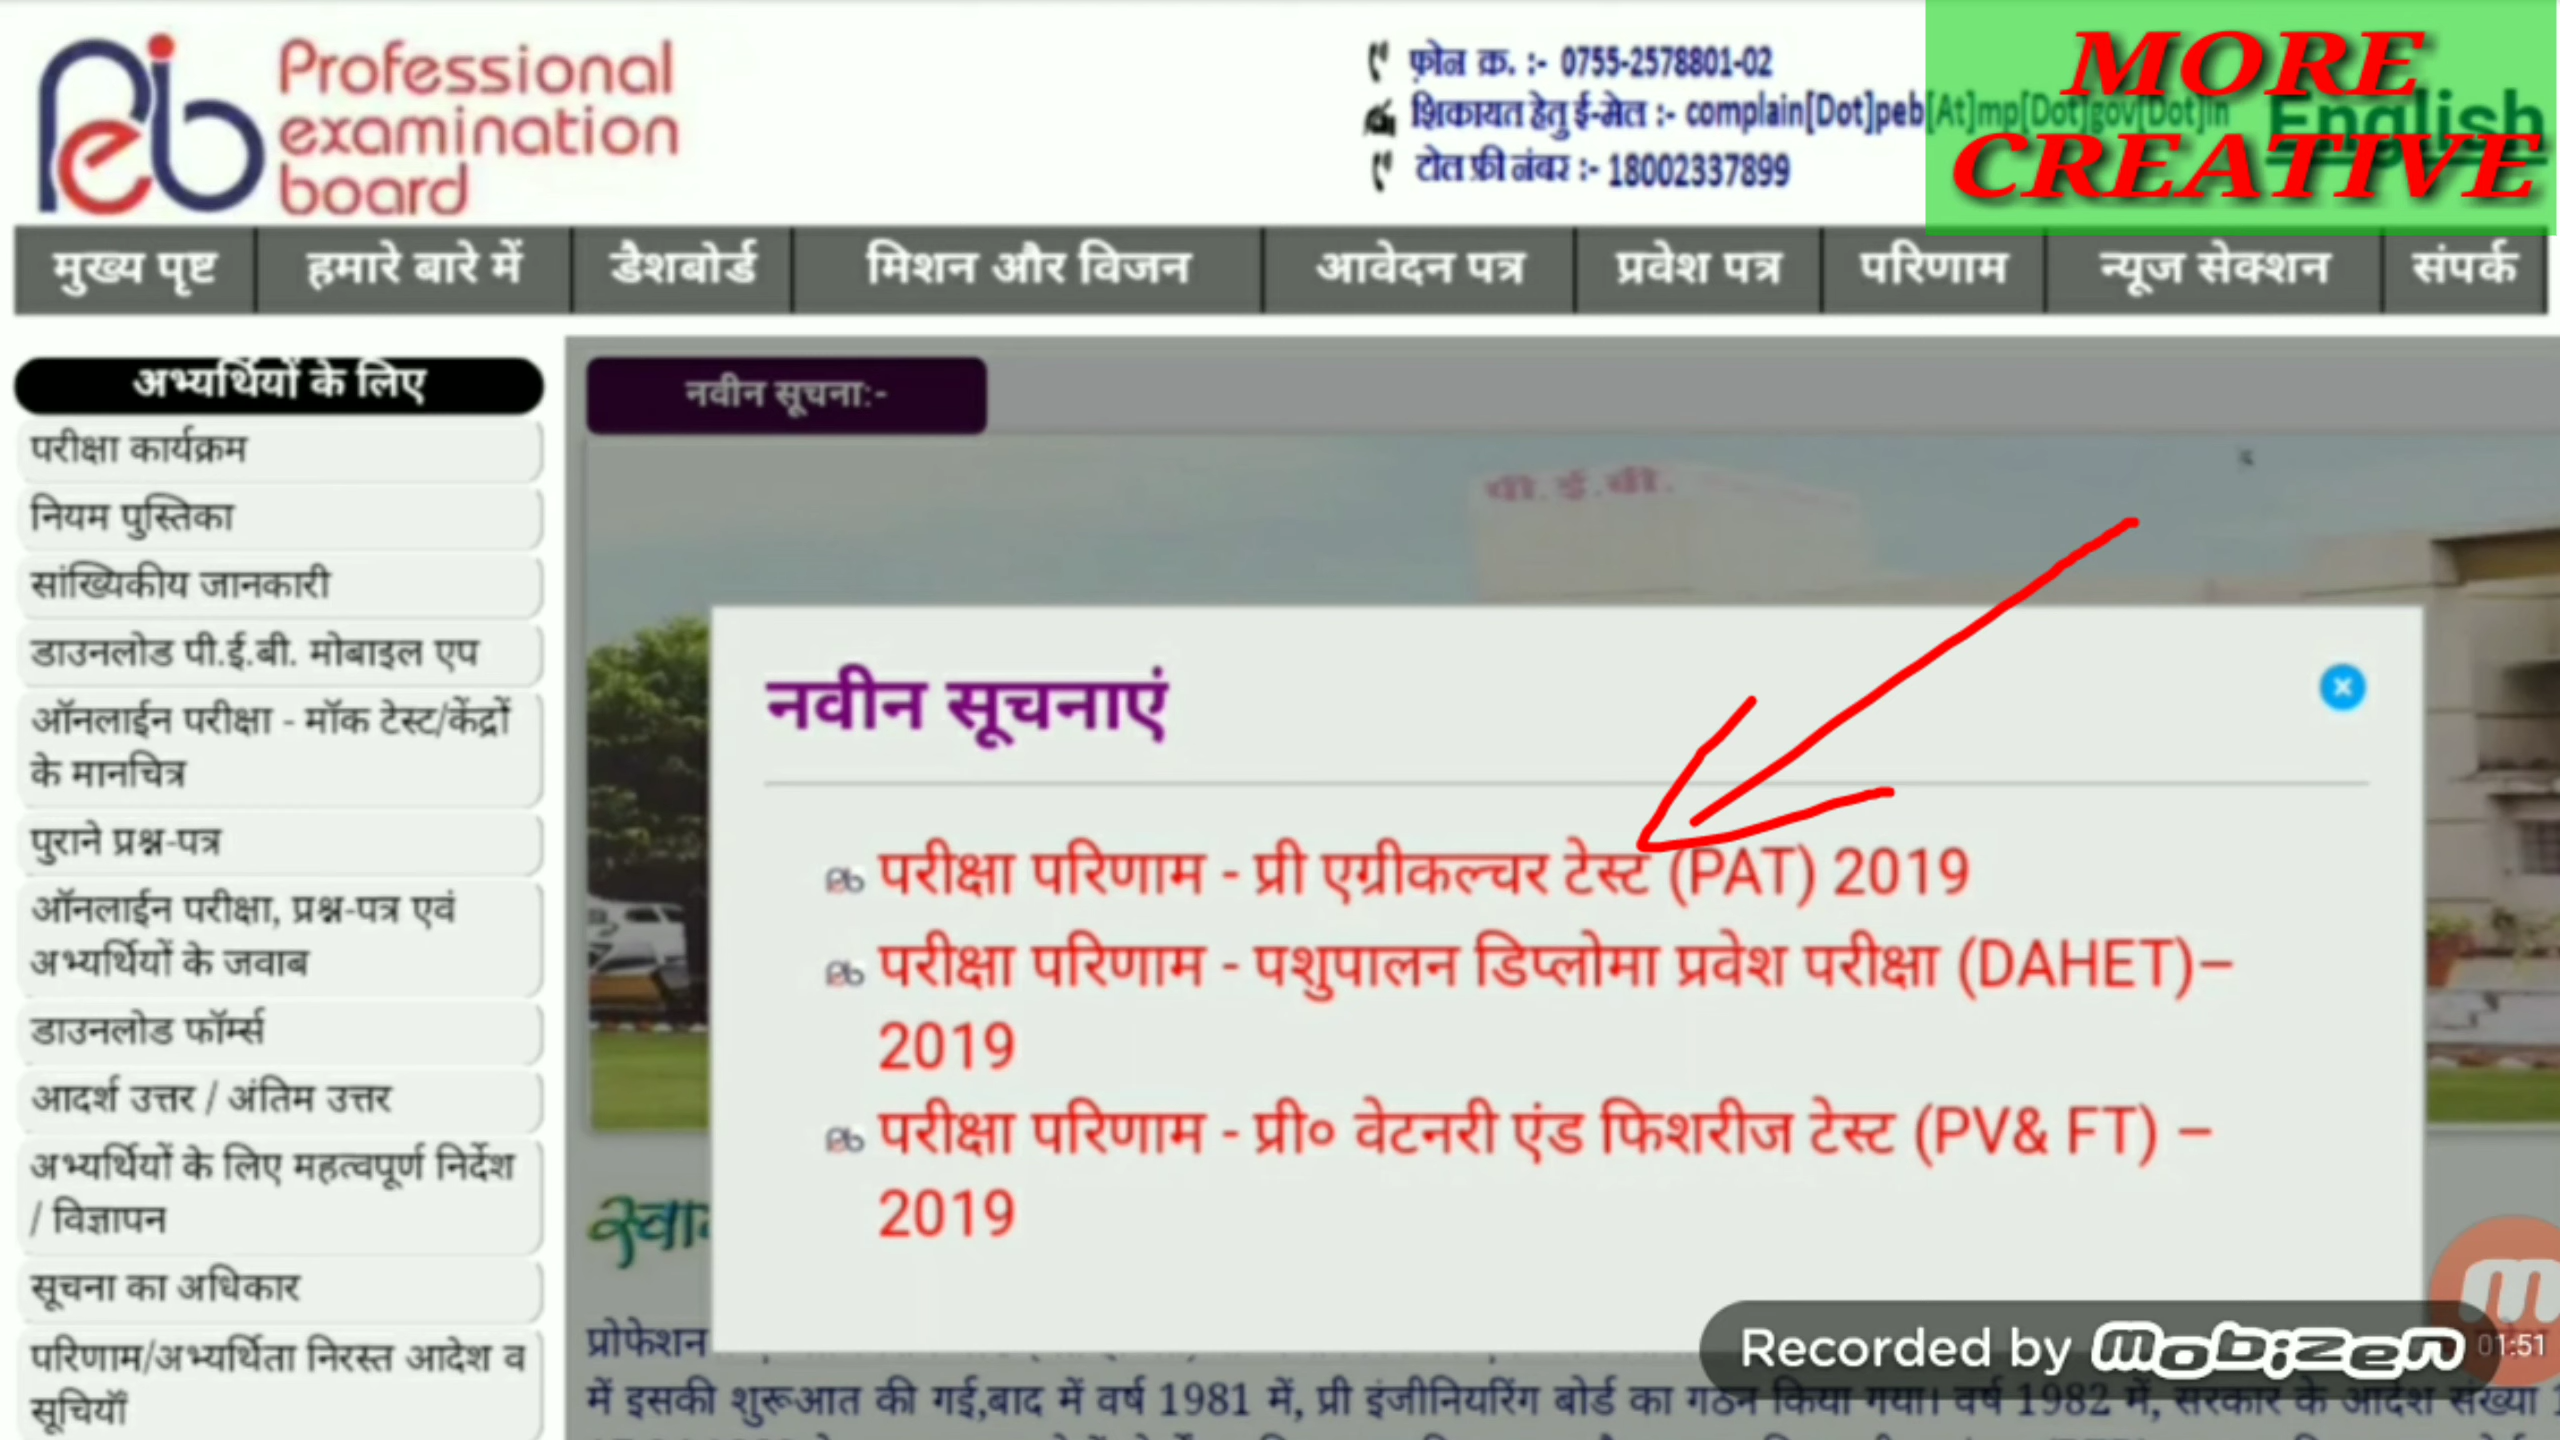 Professional
examination
board
फ़ोन क्र. :- 0755-2578801-02
शिकायत हेतु ई-मेल :- complain[Dot]peb[At]mp[Dot]gov[Dot]in
टोल फ्री नंबर :- 18002337899
English
MORE
CREATIVE
मुख्य पृष्ट हमारे बारे में डैशबोर्ड मिशन और विजन आवेदन पत्र प्रवेश पत्र परिणाम न्यूज सेक्शन संपर्क
अभ्यर्थियों के लिए
परीक्षा कार्यक्रम
नियम पुस्तिका
सांख्यिकीय जानकारी
डाउनलोड पी.ई.बी. मोबाइल एप
ऑनलाईन परीक्षा - मॉक टेस्ट/केंद्रों
के मानचित्र
पुराने प्रश्न-पत्र
ऑनलाईन परीक्षा, प्रश्न-पत्र एवं
अभ्यर्थियों के जवाब
डाउनलोड फॉर्म्स
आदर्श उत्तर / अंतिम उत्तर
अभ्यर्थियों के लिए महत्वपूर्ण निर्देश
/ विज्ञापन
सूचना का अधिकार
परिणाम/अभ्यर्थिता निरस्त आदेश व
सूचियॉं
नवीन सूचना:-
पी.ई.बी.
नवीन सूचनाएं
परीक्षा परिणाम - प्री एग्रीकल्चर टेस्ट (PAT) 2019
परीक्षा परिणाम - पशुपालन डिप्लोमा प्रवेश परीक्षा (DAHET)–
2019
परीक्षा परिणाम - प्री० वेटनरी एंड फिशरीज टेस्ट (PV& FT) –
2019
स्वा
प्रोफेशन
Recorded by mobizen
01:51
में इसकी शुरूआत की गई,बाद में वर्ष 1981 में, प्री इंजीनियरिंग बोर्ड का गठन किया गया। वर्ष 1982 में, सरकार के आदेश संख्या